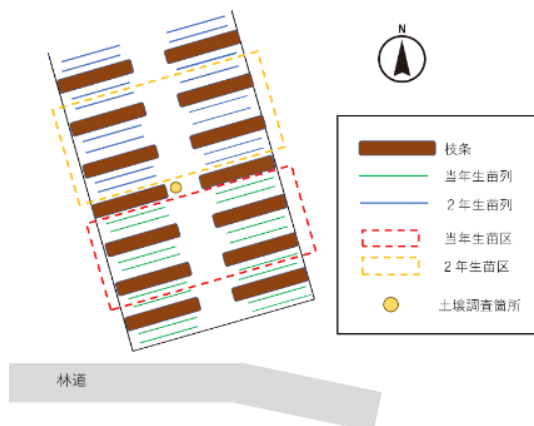 N
枝条
当年生苗列
２年生苗列
当年生苗区
２年生苗区
土壌調査箇所
林道